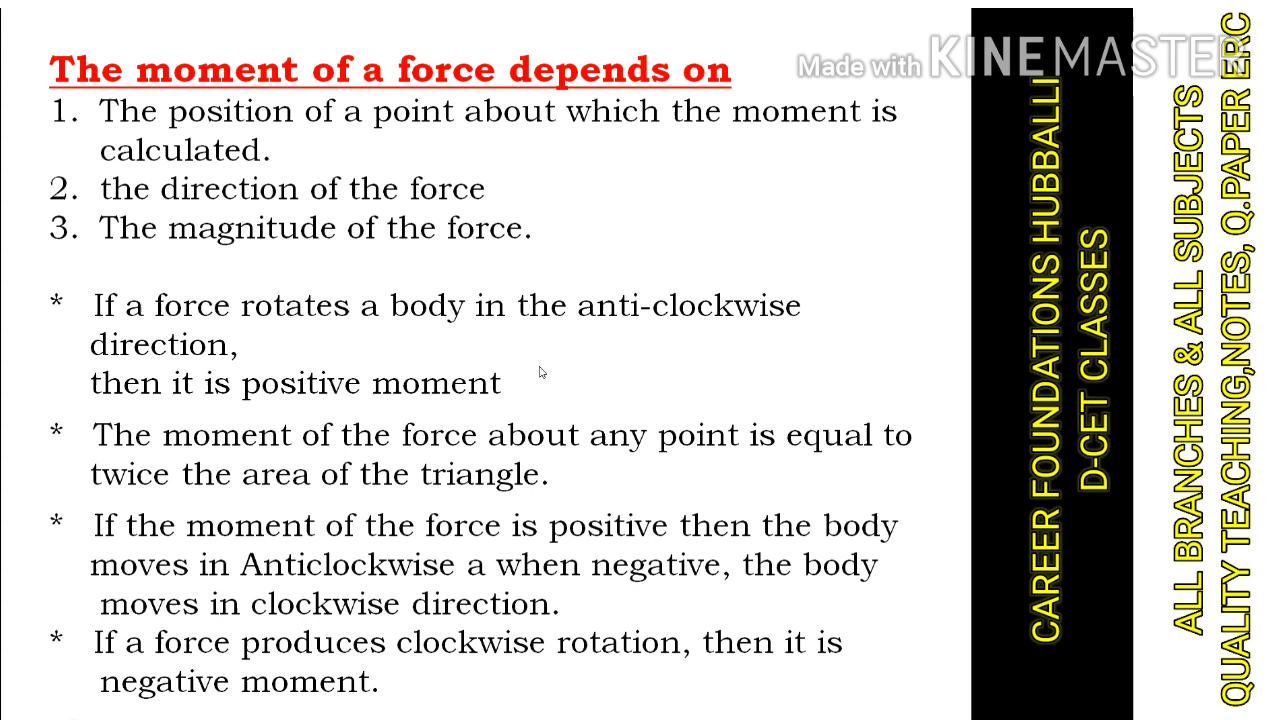 The moment of a force depends on
1. The position of a point about which the moment is
calculated.
2. the direction of the force
3. The magnitude of the force.
* If a force rotates a body in the anti-clockwise
direction,
then it is positive moment
* The moment of the force about any point is equal to
twice the area of the triangle.
* If the moment of the force is positive then the body
moves in Anticlockwise a when negative, the body
moves in clockwise direction.
* If a force produces clockwise rotation, then it is
negative moment.
Made with KINEMASTER
CAREER FOUNDATIONS HUBBALLI
D-CET CLASSES
ALL BRANCHES & ALL SUBJECTS
QUALITY TEACHING,NOTES, Q.PAPER ERC